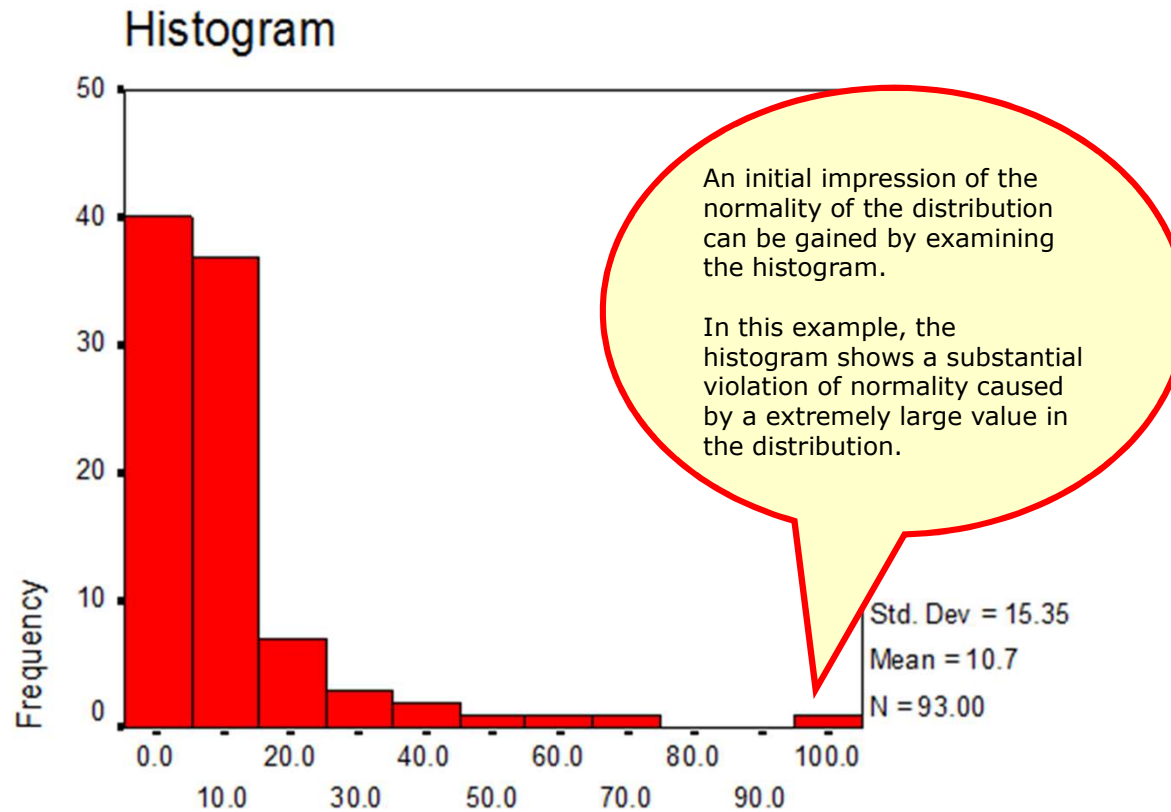 Histogram
50
40
30
20
10
0
Frequency
An initial impression of the
normality of the distribution
can be gained by examining
the histogram.
In this example, the
histogram shows a substantial
violation of normality caused
by a extremely large value in
the distribution.
Std. Dev = 15.35
Mean = 10.7
N = 93.00
0.0 20.0 40.0 60.0 80.0 100.0
10.0 30.0 50.0 70.0 90.0